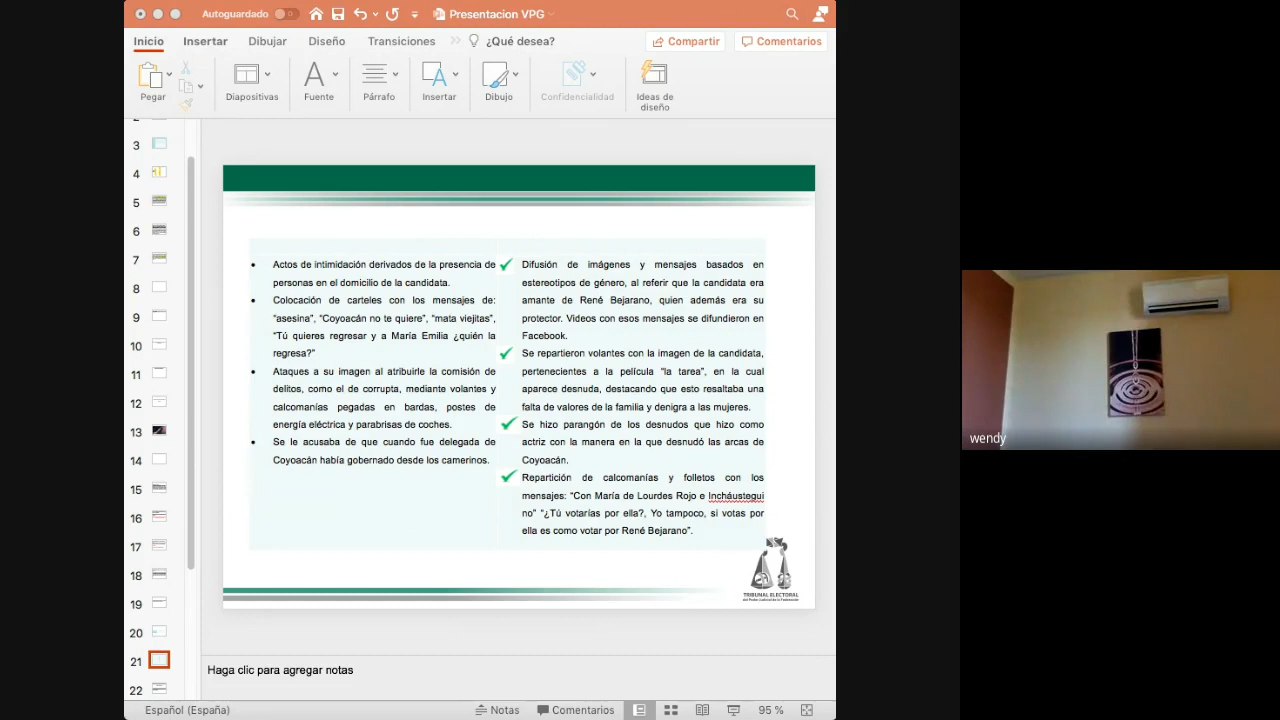 Autoguardado
Presentacion VPG
Inicio
Insertar
Dibujar
Diseño
Transiciones
¿Qué desea?
Compartir
Comentarios
Pegar
Diapositivas
Fuente
Párrafo
Insertar
Dibujo
Confidencialidad
Ideas de
diseño
3
4
5
6
7
8
9
10
11
12
13
14
15
16
17
18
19
20
21
22
• Actos de intimidación derivados de la presencia de
personas en el domicilio de la candidata.
• Colocación de carteles con los mensajes de:
“asesina”, “Coyoacán no te quiere”, “mata viejitas”,
“Tú quieres regresar y a María Emilia ¿quién la
regresa?”
• Ataques a su imagen al atribuirle la comisión de
delitos, como el de corrupta, mediante volantes y
calcomanías pegadas en bardas, postes de
energía eléctrica y parabrisas de coches.
• Se le acusaba de que cuando fue delegada de
Coyoacán había gobernado desde los camerinos.
Difusión de imágenes y mensajes basados en
estereotipos de género, al referir que la candidata era
amante de René Bejarano, quien además era su
protector. Videos con esos mensajes se difundieron en
Facebook.
Se repartieron volantes con la imagen de la candidata,
pertenecientes a la película “la tarea”, en la cual
aparece desnuda, destacando que esto resaltaba una
falta de valores de la familia y denigra a las mujeres.
Se hizo parangón de los desnudos que hizo como
actriz con la manera en la que desnudó las arcas de
Coyoacán.
Repartición de calcomanías y folletos con los
mensajes: “Con María de Lourdes Rojo e Incháustegui
no” “¿Tú votarías por ella?, Yo tampoco, si votas por
ella es como votar por René Bejarano”.
TRIBUNAL ELECTORAL
del Poder Judicial de la Federación
Haga clic para agregar notas
Español (España)
Notas
Comentarios
95 %
wendy